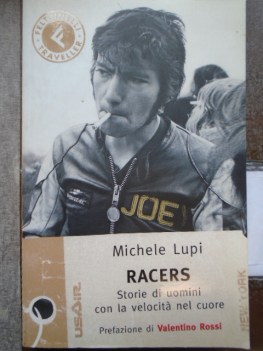 FELTRINELLI
TRAVELLER
JOE
Michele Lupi
RACERS
Storie di uomini
con la velocità nel cuore
Prefazione di Valentino Rossi
USAIR
NEW YORK